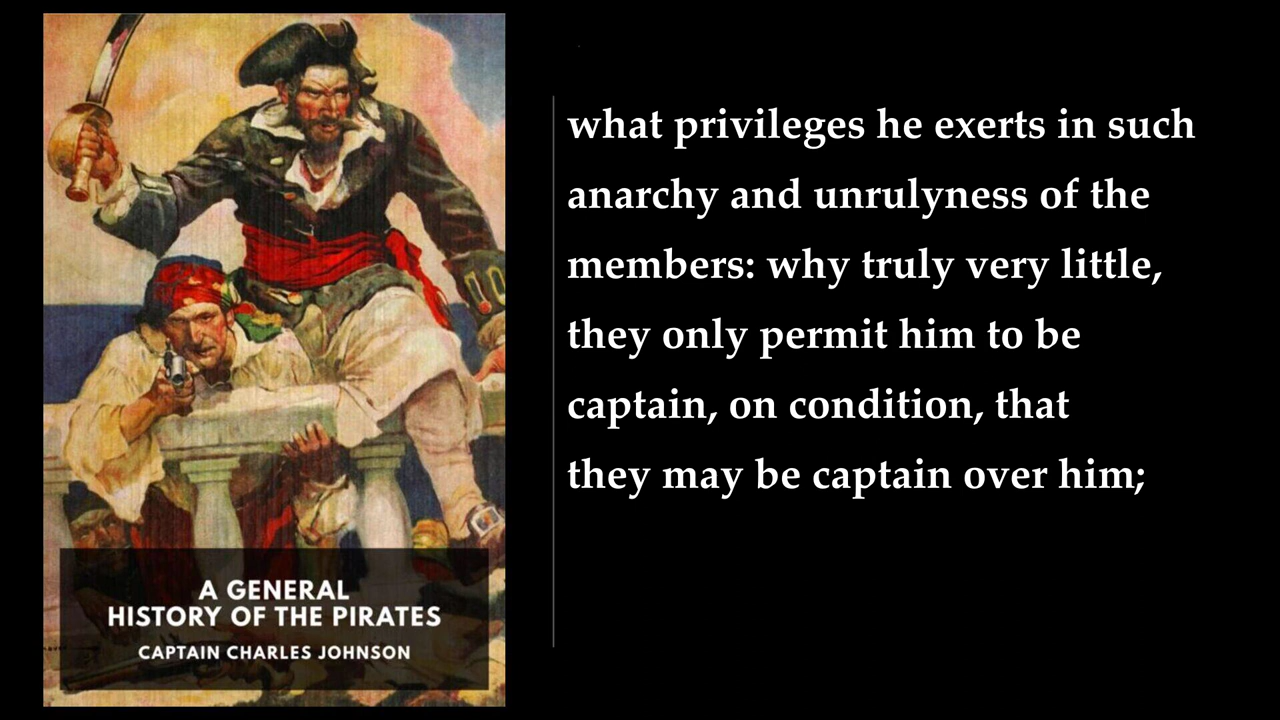 A GENERAL
HISTORY OF THE PIRATES
CAPTAIN CHARLES JOHNSON
what privileges he exerts in such
anarchy and unrulyness of the
members: why truly very little,
they only permit him to be
captain, on condition, that
they may be captain over him;